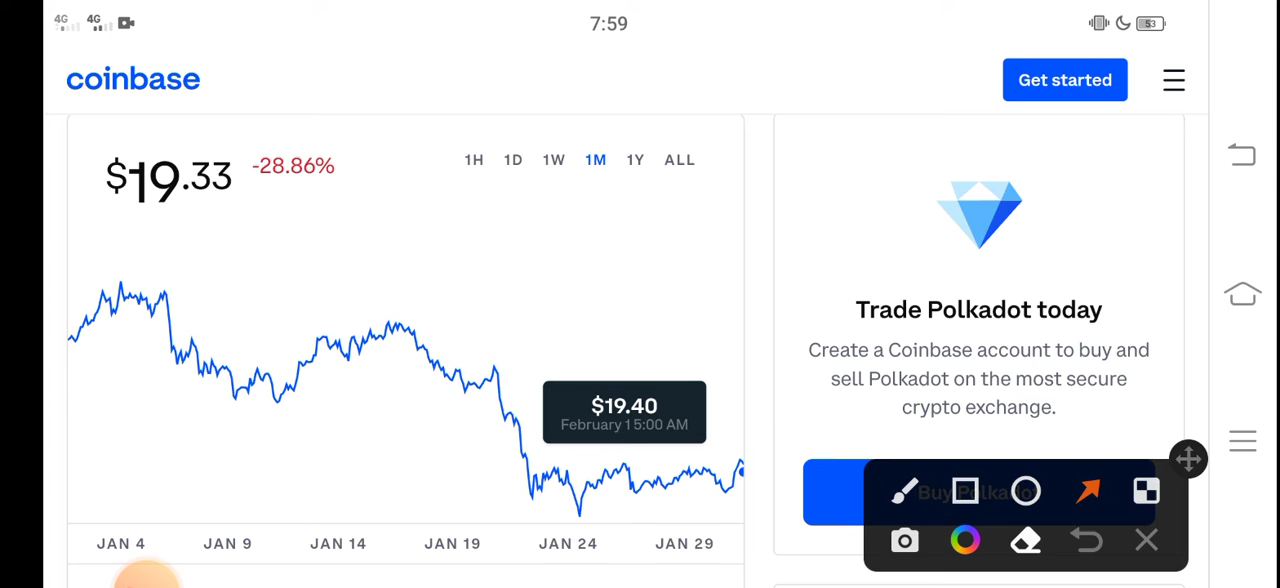 4G 4G 7:59 53
coinbase Get started
$19.33 -28.86% 1H 1D 1W 1M 1Y ALL
Trade Polkadot today
Create a Coinbase account to buy and
sell Polkadot on the most secure
crypto exchange.
$19.40
February 1 5:00 AM
Buy Polkadot
JAN 4 JAN 9 JAN 14 JAN 19 JAN 24 JAN 29